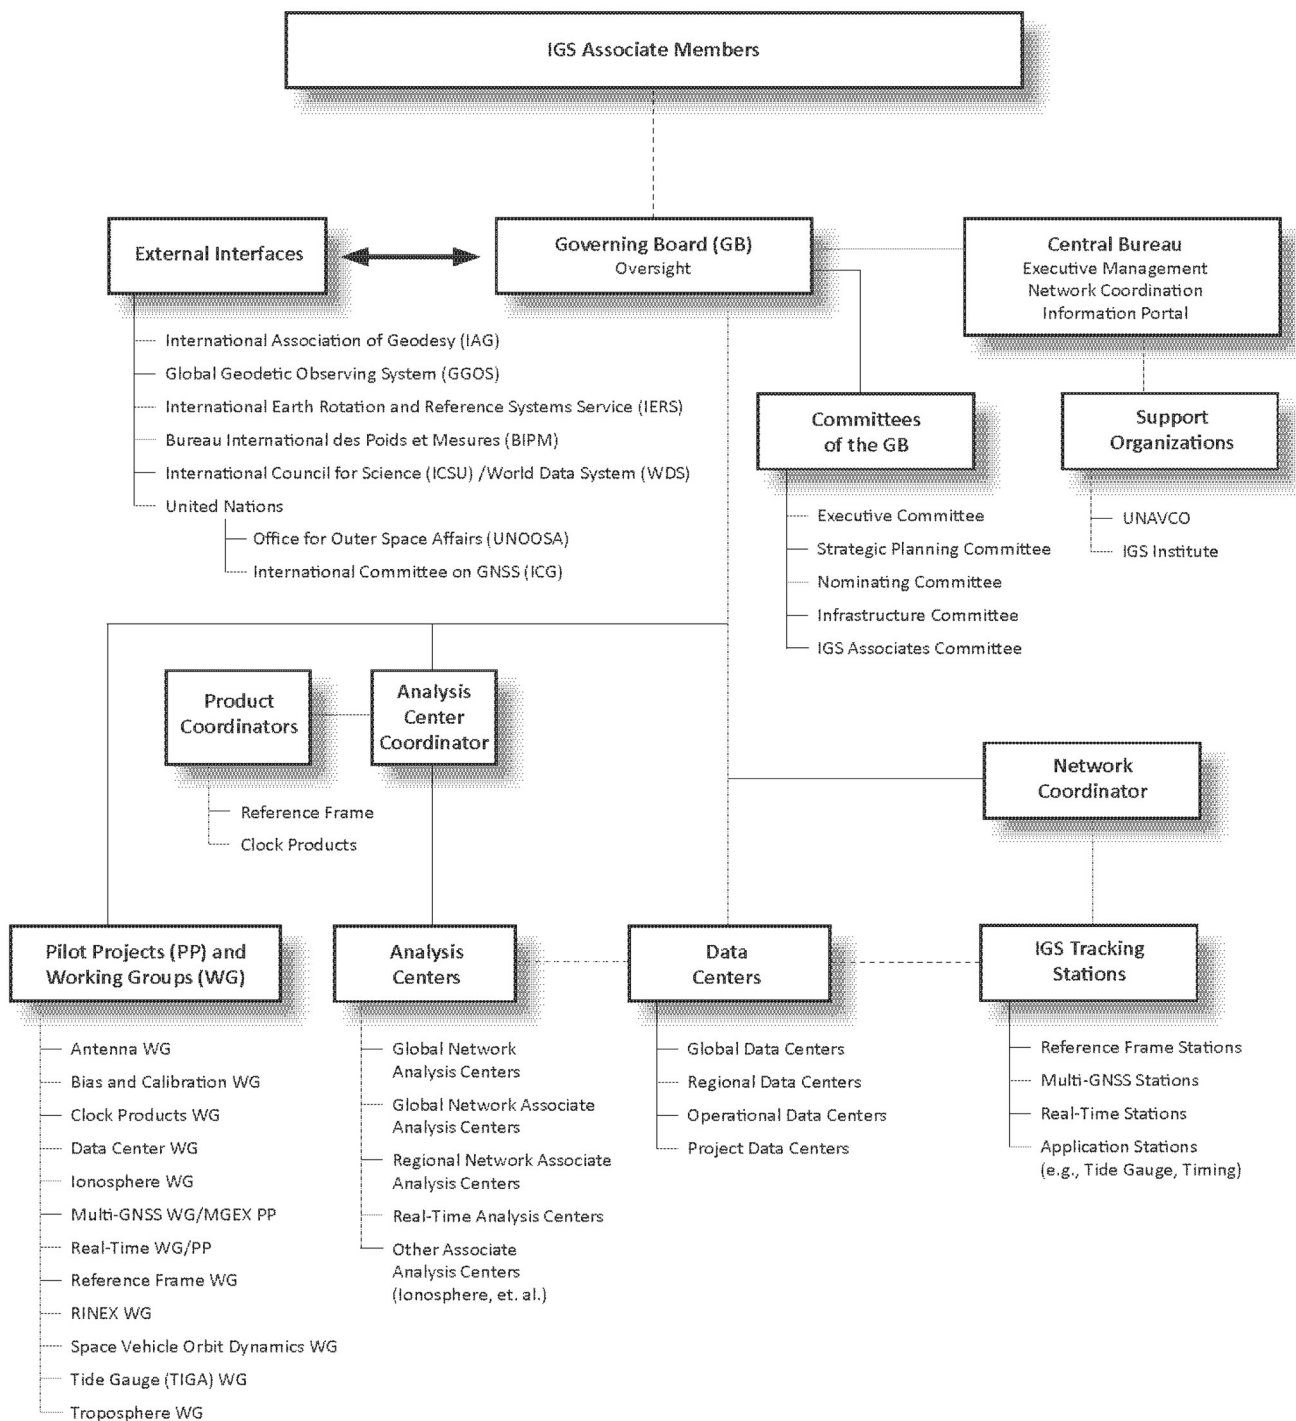 IGS Associate Members
External Interfaces
Governing Board (GB)
Oversight
Central Bureau
Executive Management
Network Coordination
Information Portal
International Association of Geodesy (IAG)
Global Geodetic Observing System (GGOS)
International Earth Rotation and Reference Systems Service (IERS)
Bureau International des Poids et Mesures (BIPM)
International Council for Science (ICSU) /World Data System (WDS)
United Nations
Office for Outer Space Affairs (UNOOSA)
International Committee on GNSS (ICG)
Committees
of the GB
Executive Committee
Strategic Planning Committee
Nominating Committee
Infrastructure Committee
IGS Associates Committee
Support
Organizations
UNAVCO
IGS Institute
Product
Coordinators
Reference Frame
Clock Products
Analysis
Center
Coordinator
Network
Coordinator
Pilot Projects (PP) and
Working Groups (WG)
Antenna WG
Bias and Calibration WG
Clock Products WG
Data Center WG
Ionosphere WG
Multi-GNSS WG/MGEX PP
Real-Time WG/PP
Reference Frame WG
RINEX WG
Space Vehicle Orbit Dynamics WG
Tide Gauge (TIGA) WG
Troposphere WG
Analysis
Centers
Global Network
Analysis Centers
Global Network Associate
Analysis Centers
Regional Network Associate
Analysis Centers
Real-Time Analysis Centers
Other Associate
Analysis Centers
(Ionosphere, et. al.)
Data
Centers
Global Data Centers
Regional Data Centers
Operational Data Centers
Project Data Centers
IGS Tracking
Stations
Reference Frame Stations
Multi-GNSS Stations
Real-Time Stations
Application Stations
(e.g., Tide Gauge, Timing)